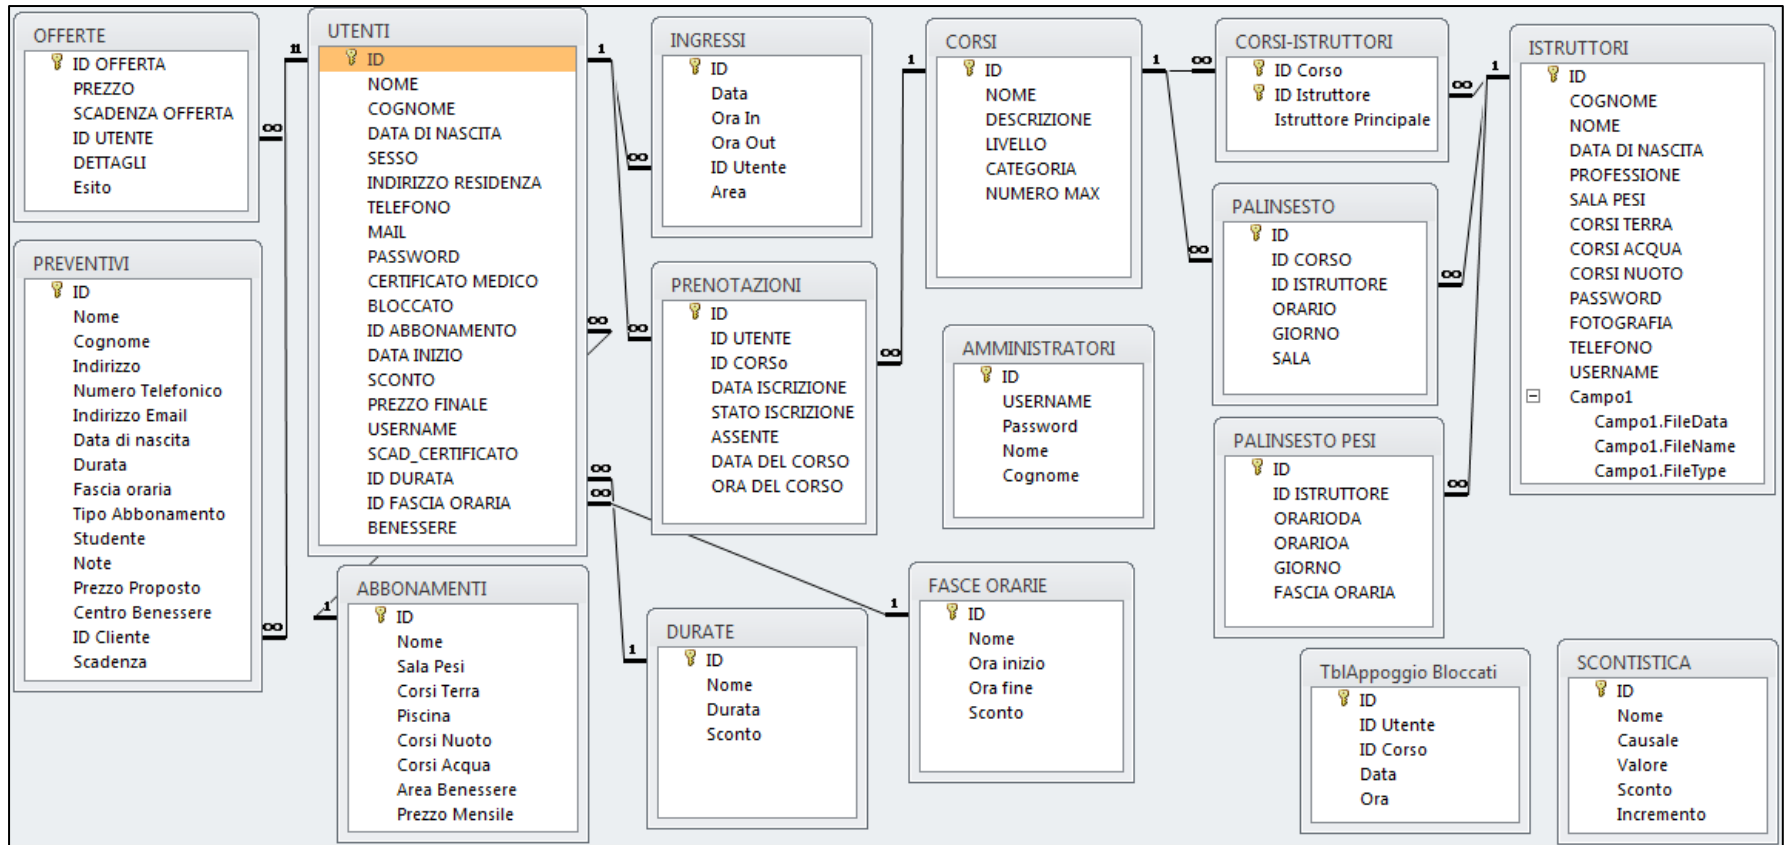 OFFERTE
ID OFFERTA
PREZZO
SCADENZA OFFERTA
ID UTENTE
DETTAGLI
Esito
PREVENTIVI
ID
Nome
Cognome
Indirizzo
Numero Telefonico
Indirizzo Email
Data di nascita
Durata
Fascia oraria
Tipo Abbonamento
Studente
Note
Prezzo Proposto
Centro Benessere
ID Cliente
Scadenza
UTENTI
ID
NOME
COGNOME
DATA DI NASCITA
SESSO
INDIRIZZO RESIDENZA
TELEFONO
MAIL
PASSWORD
CERTIFICATO MEDICO
BLOCCATO
ID ABBONAMENTO
DATA INIZIO
SCONTO
PREZZO FINALE
USERNAME
SCAD_CERTIFICATO
ID DURATA
ID FASCIA ORARIA
BENESSERE
ABBONAMENTI
ID
Nome
Sala Pesi
Corsi Terra
Piscina
Corsi Nuoto
Corsi Acqua
Area Benessere
Prezzo Mensile
INGRESSI
ID
Data
Ora In
Ora Out
ID Utente
Area
PRENOTAZIONI
ID
ID UTENTE
ID CORSo
DATA ISCRIZIONE
STATO ISCRIZIONE
ASSENTE
DATA DEL CORSO
ORA DEL CORSO
DURATE
ID
Nome
Durata
Sconto
CORSI
ID
NOME
DESCRIZIONE
LIVELLO
CATEGORIA
NUMERO MAX
AMMINISTRATORI
ID
USERNAME
Password
Nome
Cognome
FASCE ORARIE
ID
Nome
Ora inizio
Ora fine
Sconto
CORSI-ISTRUTTORI
ID Corso
ID Istruttore
Istruttore Principale
PALINSESTO
ID
ID CORSO
ID ISTRUTTORE
ORARIO
GIORNO
SALA
PALINSESTO PESI
ID
ID ISTRUTTORE
ORARIODA
ORARIOA
GIORNO
FASCIA ORARIA
TblAppoggio Bloccati
ID
ID Utente
ID Corso
Data
Ora
ISTRUTTORI
ID
COGNOME
NOME
DATA DI NASCITA
PROFESSIONE
SALA PESI
CORSI TERRA
CORSI ACQUA
CORSI NUOTO
PASSWORD
FOTOGRAFIA
TELEFONO
USERNAME
Campo1
Campo1.FileData
Campo1.FileName
Campo1.FileType
SCONTISTICA
ID
Nome
Causale
Valore
Sconto
Incremento
11
∞
∞
1
∞
∞
∞
∞
∞
1
1
1
1
∞
1
∞
∞
∞
1
∞
∞